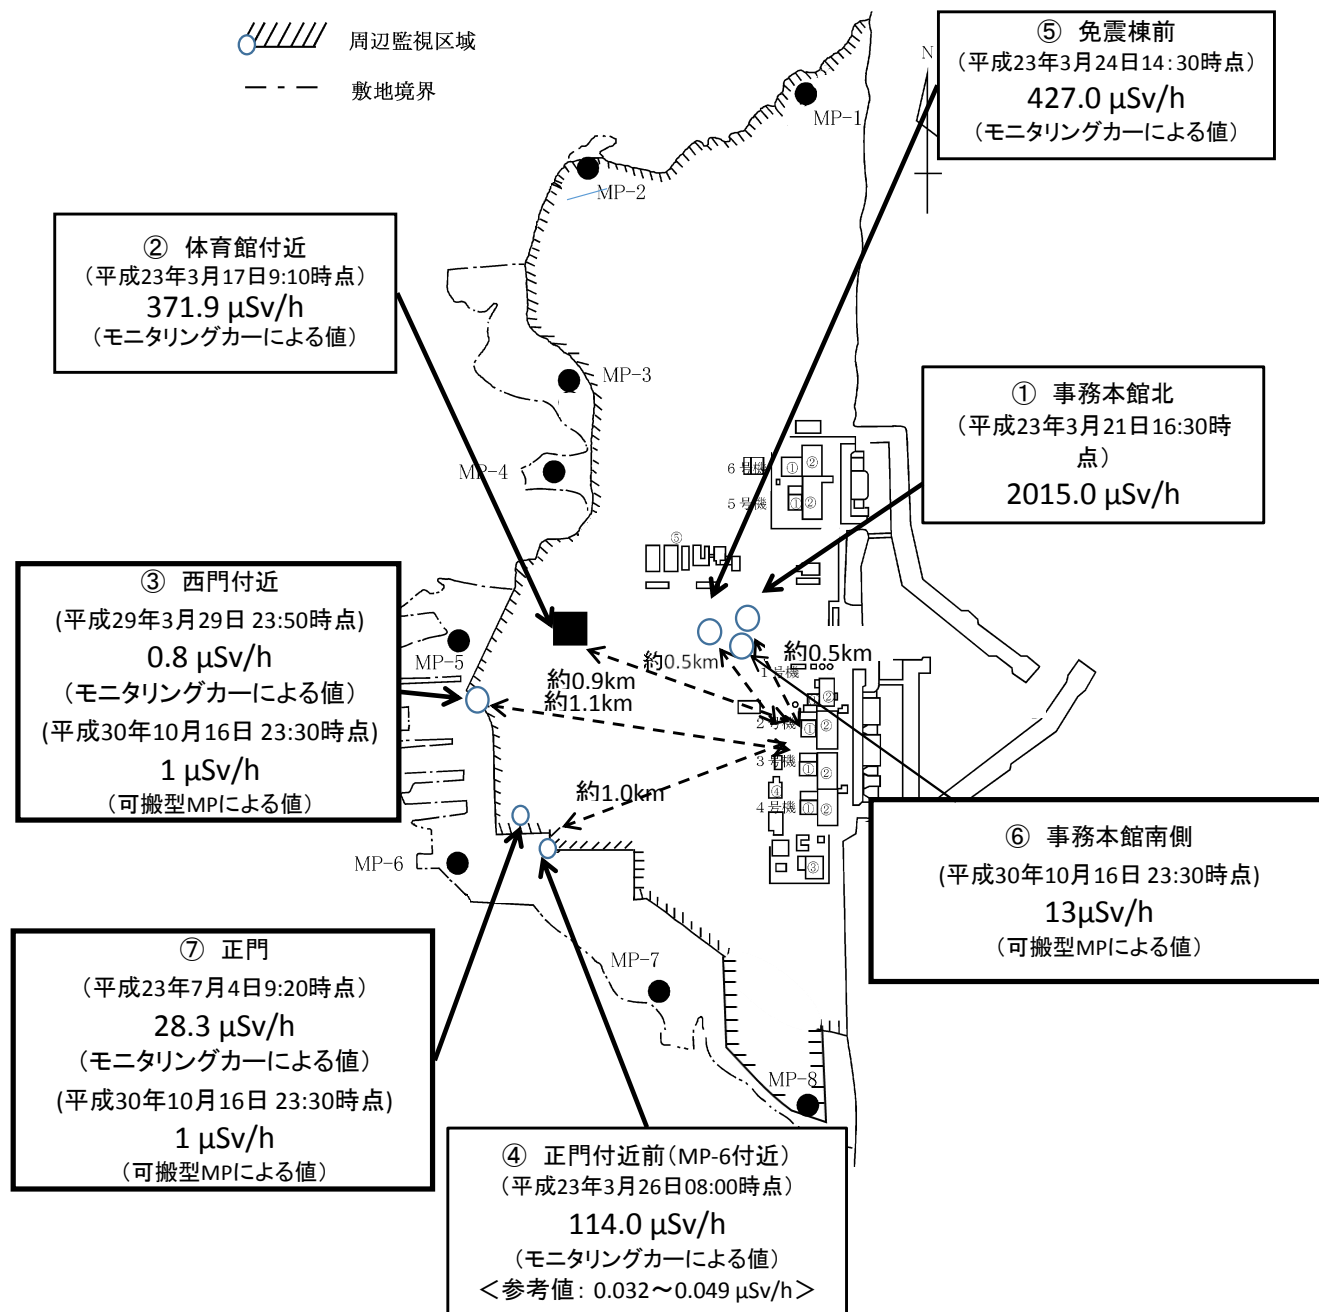 周辺監視区域
敷地境界
⑤ 免震棟前
(平成23年3月24日14:30時点)
427.0 μSv/h
(モニタリングカーによる値)
N
MP-1
MP-2
② 体育館付近
(平成23年3月17日9:10時点)
371.9 μSv/h
(モニタリングカーによる値)
MP-3
① 事務本館北
(平成23年3月21日16:30時
点)
2015.0 μSv/h
MP-4
6号機
①
②
5号機
①
②
⑤
③ 西門付近
(平成29年3月29日 23:50時点)
0.8 μSv/h
(モニタリングカーによる値)
(平成30年10月16日 23:30時点)
1 μSv/h
(可搬型MPによる値)
MP-5
約0.5km
約0.5km
約0.9km
約1.1km
1号機
②
2号機
①
②
3号機
①
②
④
4号機
①
②
③
約1.0km
MP-6
⑥ 事務本館南側
(平成30年10月16日 23:30時点)
13μSv/h
(可搬型MPによる値)
⑦ 正門
(平成23年7月4日9:20時点)
28.3 μSv/h
(モニタリングカーによる値)
(平成30年10月16日 23:30時点)
1 μSv/h
(可搬型MPによる値)
MP-7
MP-8
④ 正門付近前(MP-6付近)
(平成23年3月26日08:00時点)
114.0 μSv/h
(モニタリングカーによる値)
<参考値: 0.032~0.049 μSv/h>